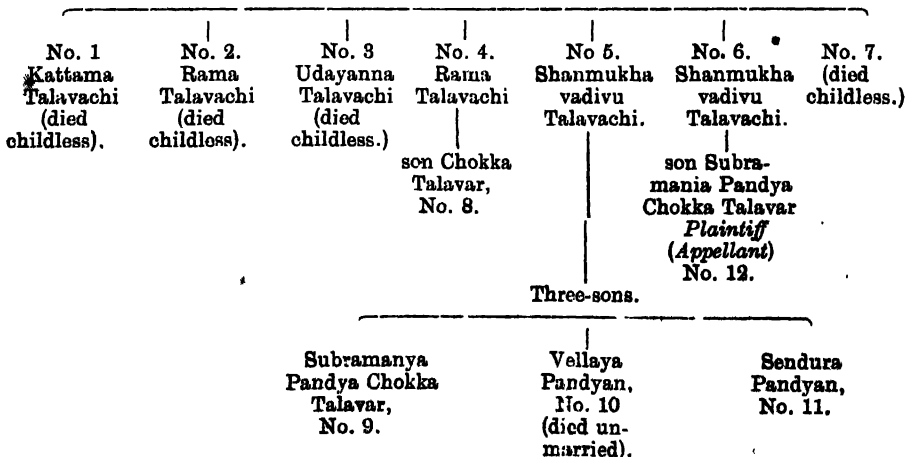 No. 1
Kattama
Talavachi
(died
childless).
No. 2.
Rama
Talavachi
(died
childless).
No. 3
Udayanna
Talavachi
(died
childless.)
No. 4.
Rama
Talavachi
son Chokka
Talavar,
No. 8.
No 5.
Shanmukha
vadivu
Talavachi.
No. 6.
Shanmukha
vadivu
Talavachi.
son Subra-
mania Pandya
Chokka Talavar
Plaintiff
(Appellant)
No. 12.
No. 7.
(died
childless.)
Three-sons.
Subramanya
Pandya Chokka
Talavar,
No. 9.
Vellaya
Pandyan,
No. 10
(died un-
married).
Sendura
Pandyan,
No. 11.